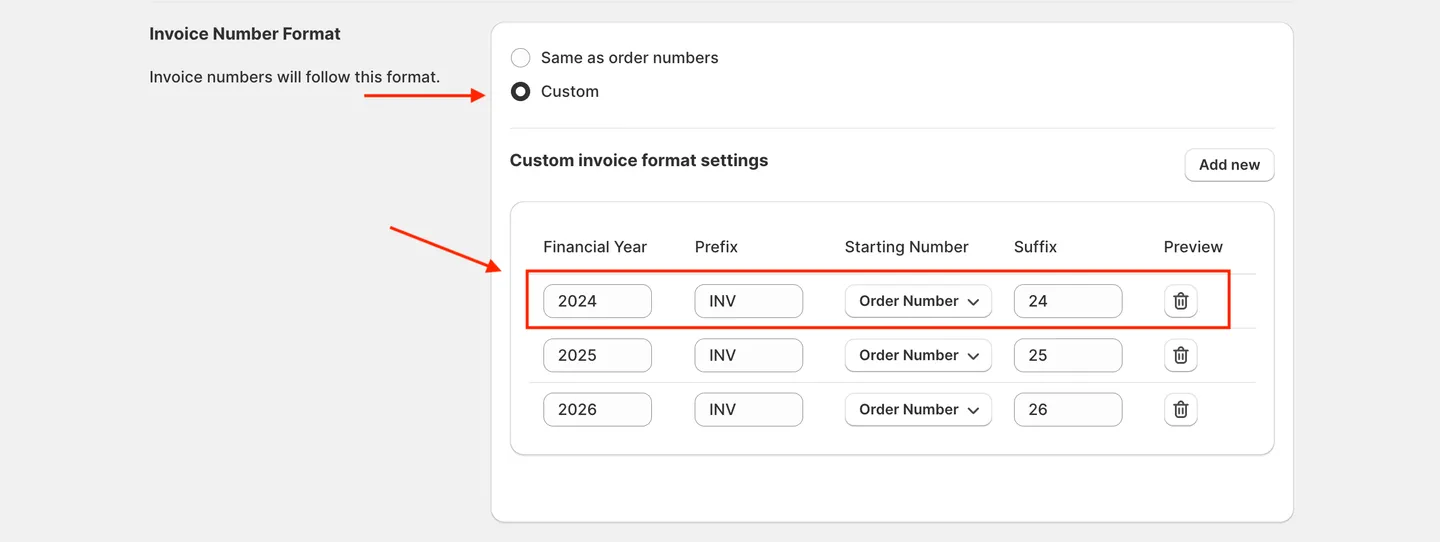 Invoice Number Format
Invoice numbers will follow this format.
Same as order numbers
Custom
Custom invoice format settings
Add new
Financial Year Prefix Starting Number Suffix Preview
2024 INV Order Number 24
2025 INV Order Number 25
2026 INV Order Number 26